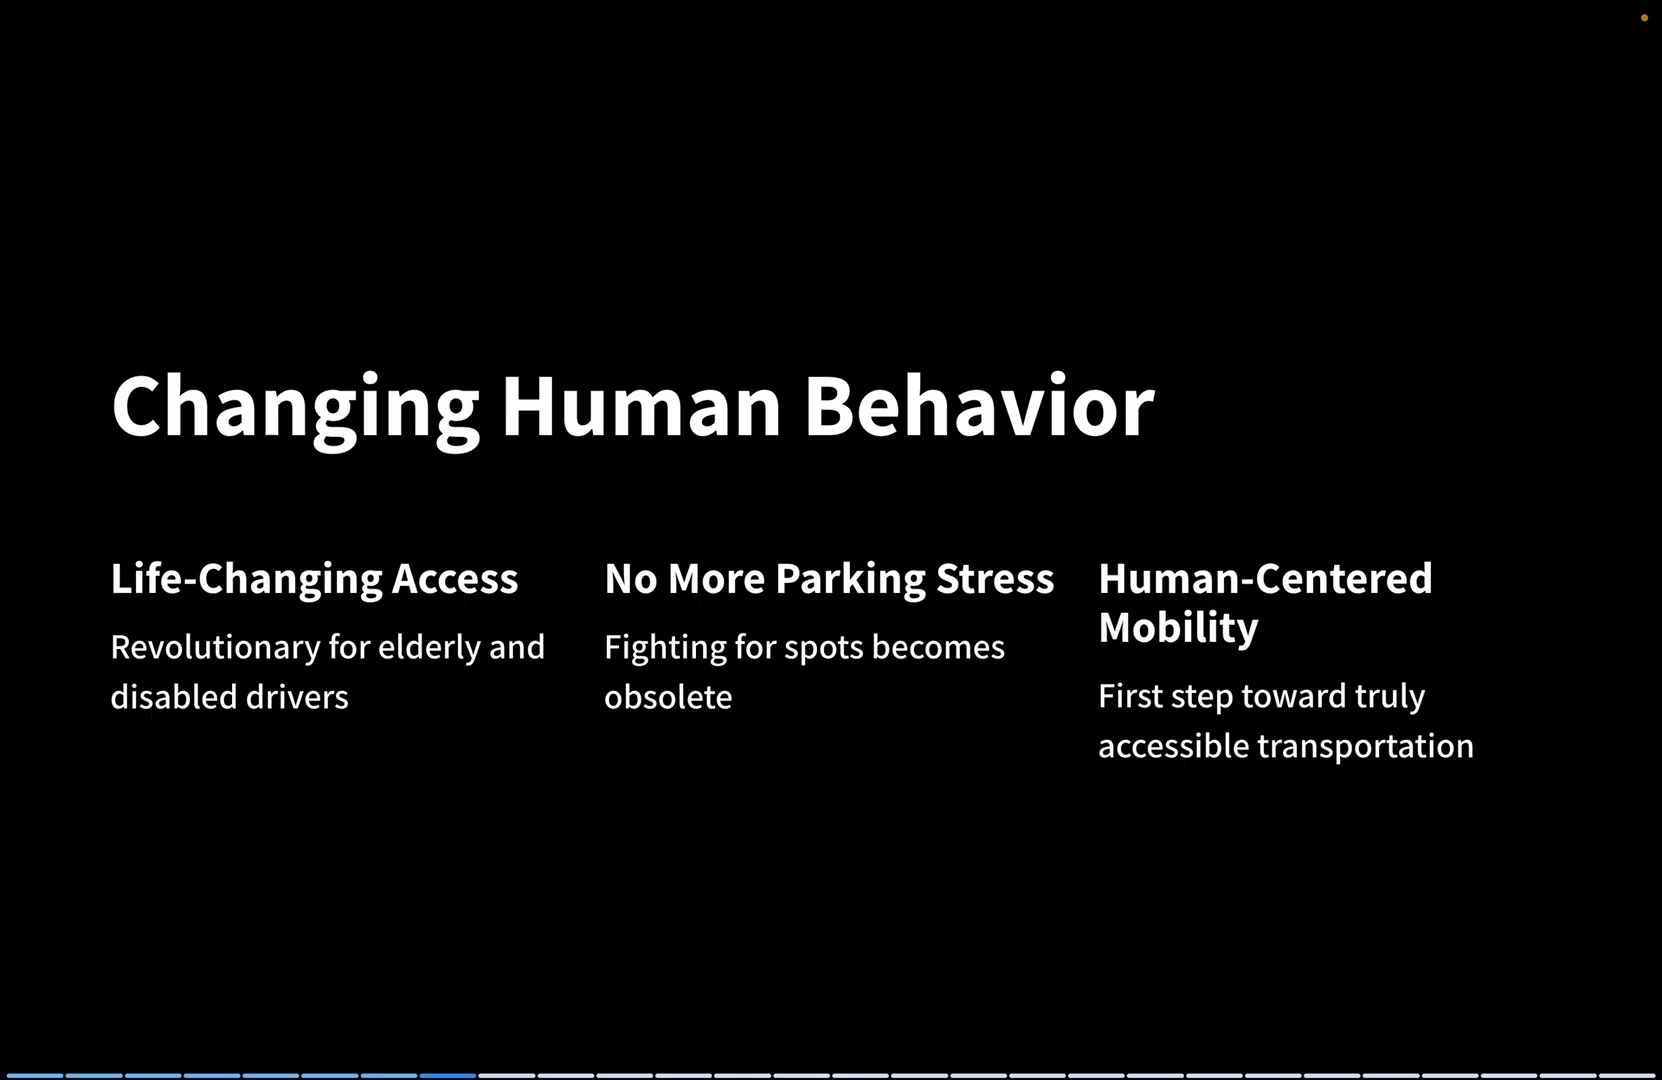 Changing Human Behavior
Life-Changing Access
Revolutionary for elderly and
disabled drivers
No More Parking Stress
Fighting for spots becomes
obsolete
Human-Centered
Mobility
First step toward truly
accessible transportation